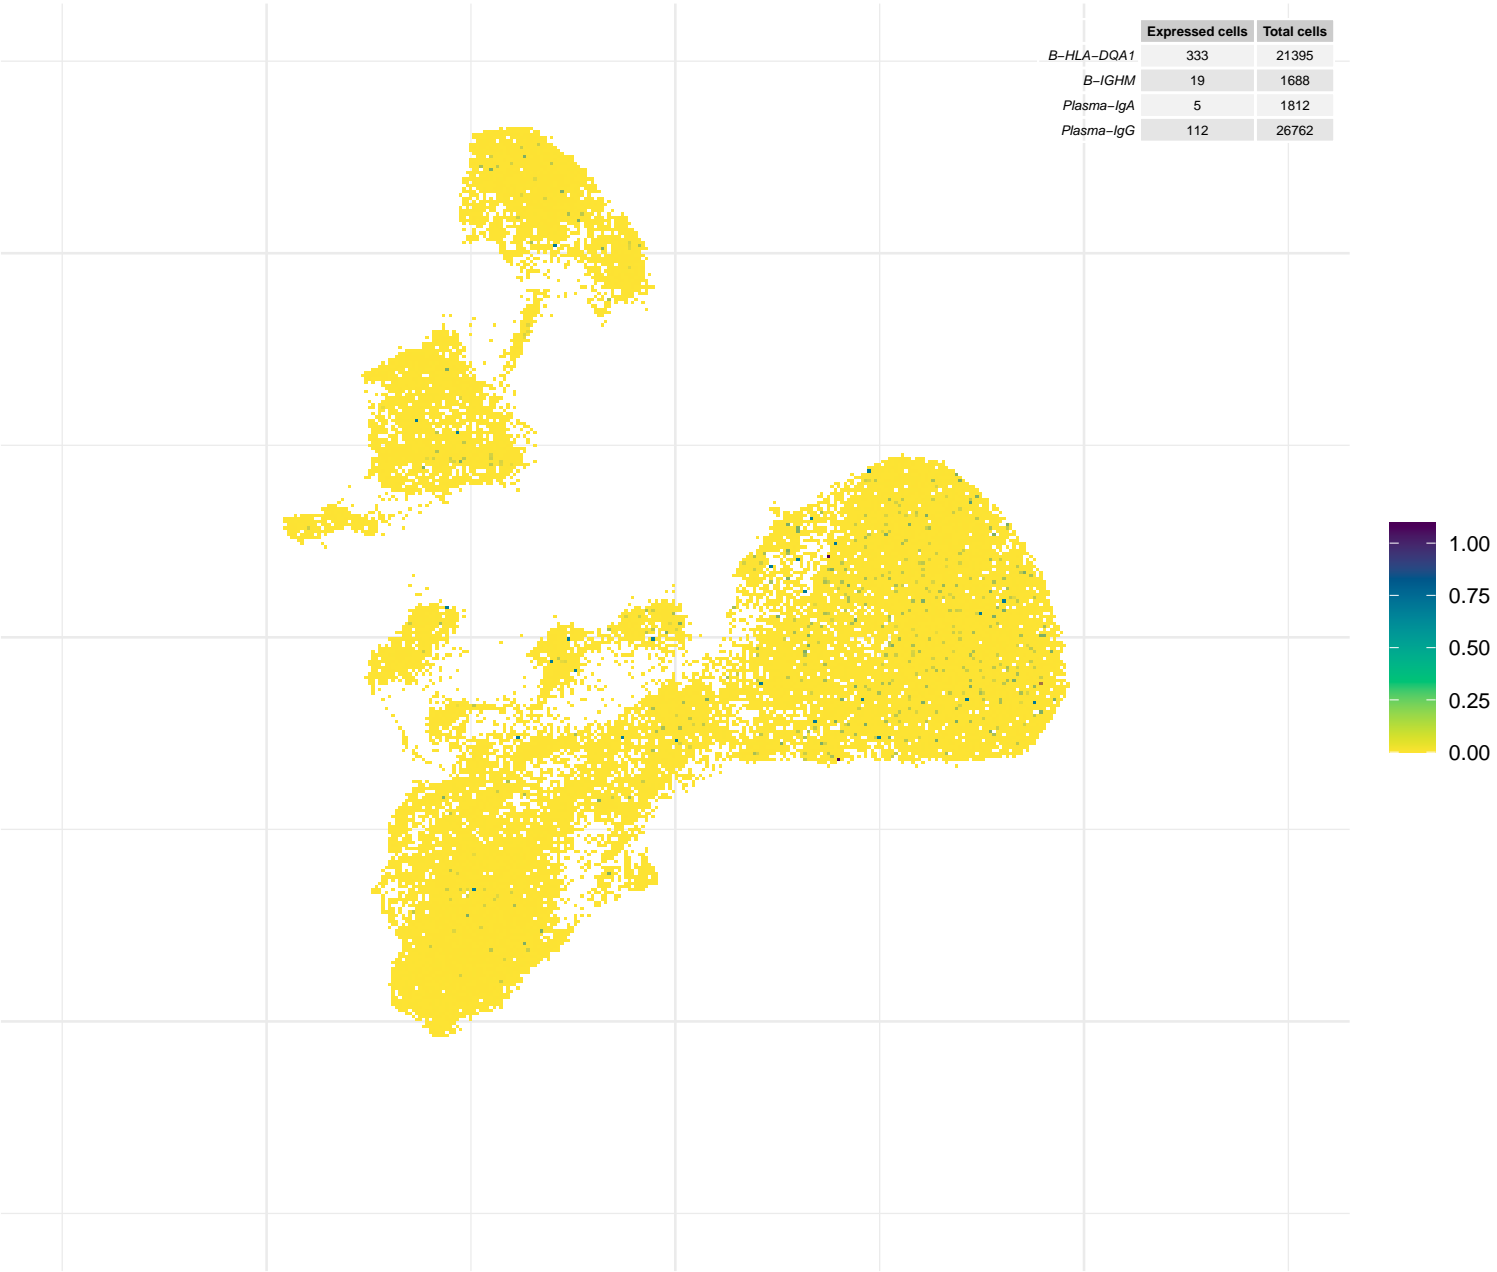 Expressed cells Total cells
B−HLA−DQA1 333 21395
B−IGHM 19 1688
Plasma−IgA 5 1812
Plasma−IgG 112 26762
1.00
0.75
0.50
0.25
0.00